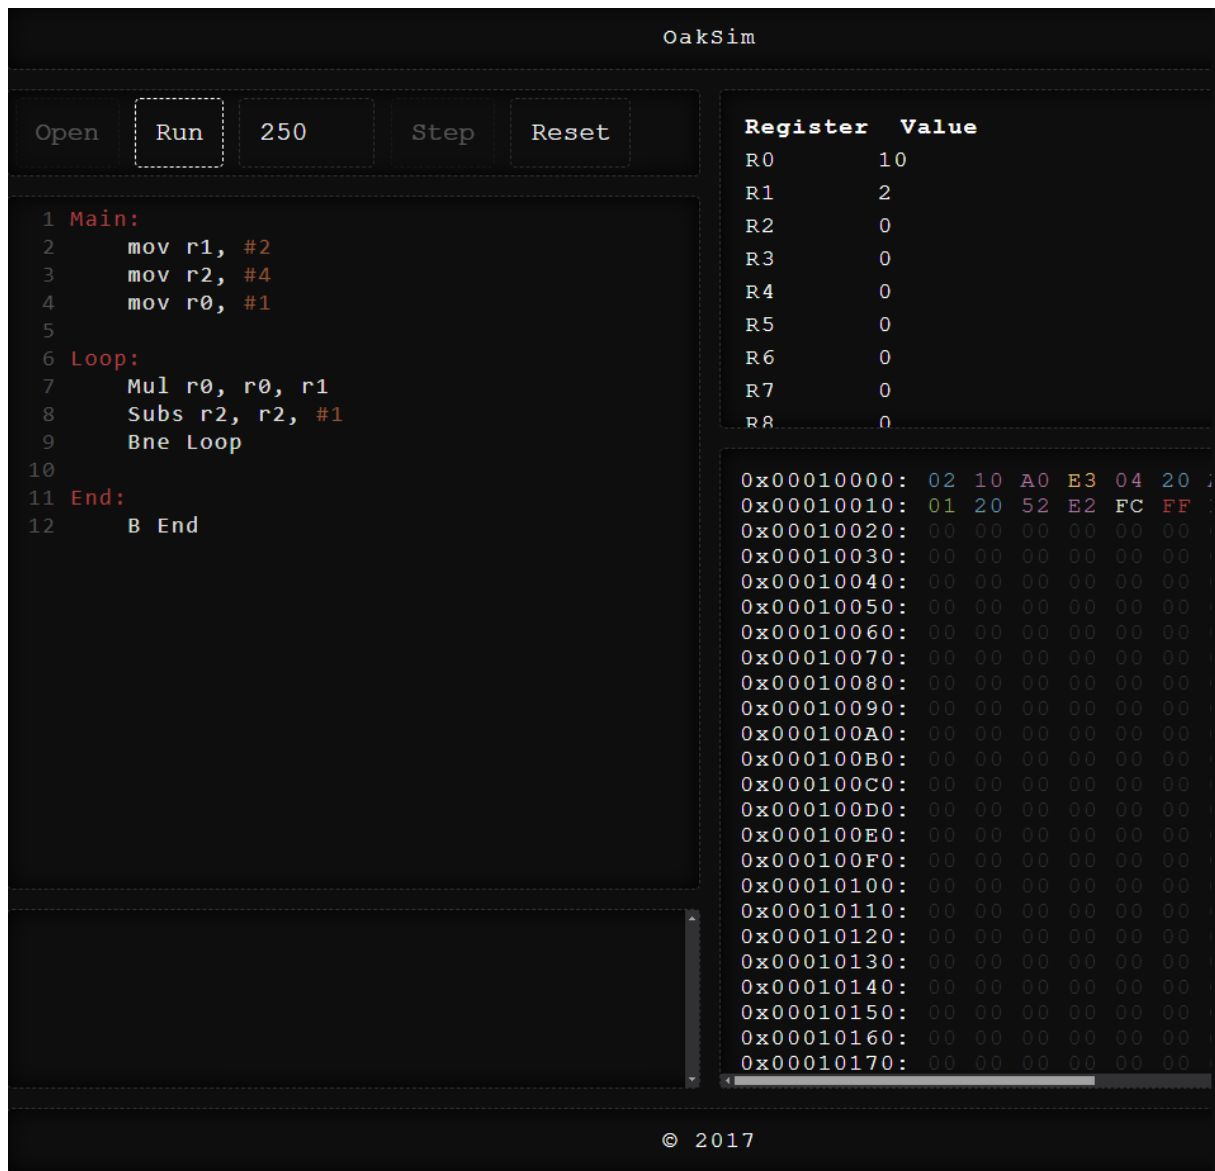 OakSim
Open Run 250 Step Reset
1 Main:
2 mov r1, #2
3 mov r2, #4
4 mov r0, #1
5
6 Loop:
7 Mul r0, r0, r1
8 Subs r2, r2, #1
9 Bne Loop
10
11 End:
12 B End
Register Value
R0 10
R1 2
R2 0
R3 0
R4 0
R5 0
R6 0
R7 0
R8 0
0x00010000: 02 10 A0 E3 04 20
0x00010010: 01 20 52 E2 FC FF
0x00010020: 00 00 00 00 00 00
0x00010030: 00 00 00 00 00 00
0x00010040: 00 00 00 00 00 00
0x00010050: 00 00 00 00 00 00
0x00010060: 00 00 00 00 00 00
0x00010070: 00 00 00 00 00 00
0x00010080: 00 00 00 00 00 00
0x00010090: 00 00 00 00 00 00
0x000100A0: 00 00 00 00 00 00
0x000100B0: 00 00 00 00 00 00
0x000100C0: 00 00 00 00 00 00
0x000100D0: 00 00 00 00 00 00
0x000100E0: 00 00 00 00 00 00
0x000100F0: 00 00 00 00 00 00
0x00010100: 00 00 00 00 00 00
0x00010110: 00 00 00 00 00 00
0x00010120: 00 00 00 00 00 00
0x00010130: 00 00 00 00 00 00
0x00010140: 00 00 00 00 00 00
0x00010150: 00 00 00 00 00 00
0x00010160: 00 00 00 00 00 00
0x00010170: 00 00 00 00 00 00
© 2017